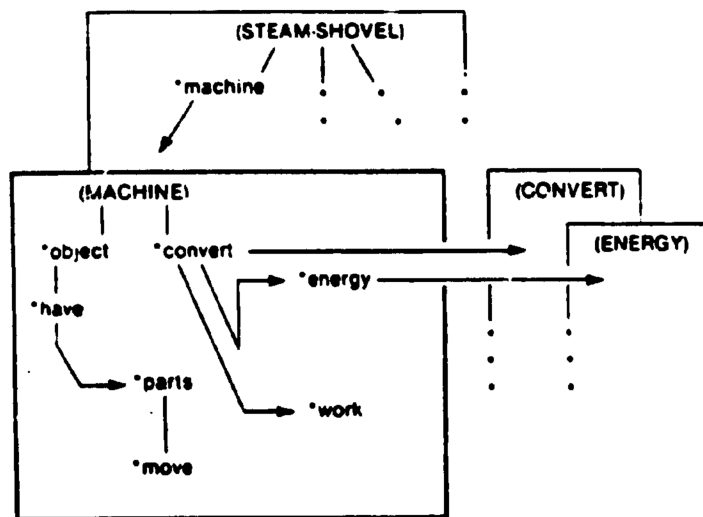 (STEAM-SHOVEL)
*machine
(MACHINE)
(CONVERT)
*object *convert
(ENERGY)
*energy
*have
*parts
*work
*move